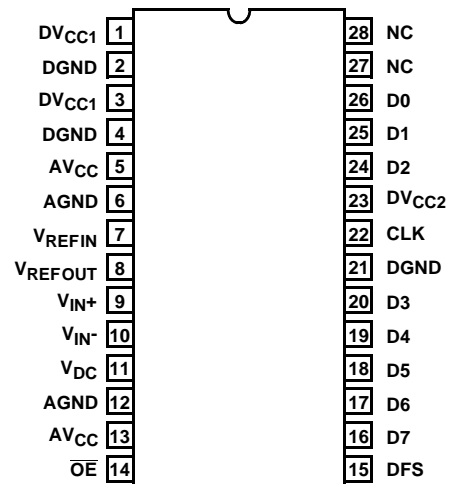 DVCC1 1 28 NC
DGND 2 27 NC
DVCC1 3 26 D0
DGND 4 25 D1
AVCC 5 24 D2
AGND 6 23 DVCC2
VREFIN 7 22 CLK
VREFOUT 8 21 DGND
VIN+ 9 20 D3
VIN- 10 19 D4
VDC 11 18 D5
AGND 12 17 D6
AVCC 13 16 D7
O̅E̅ 14 15 DFS